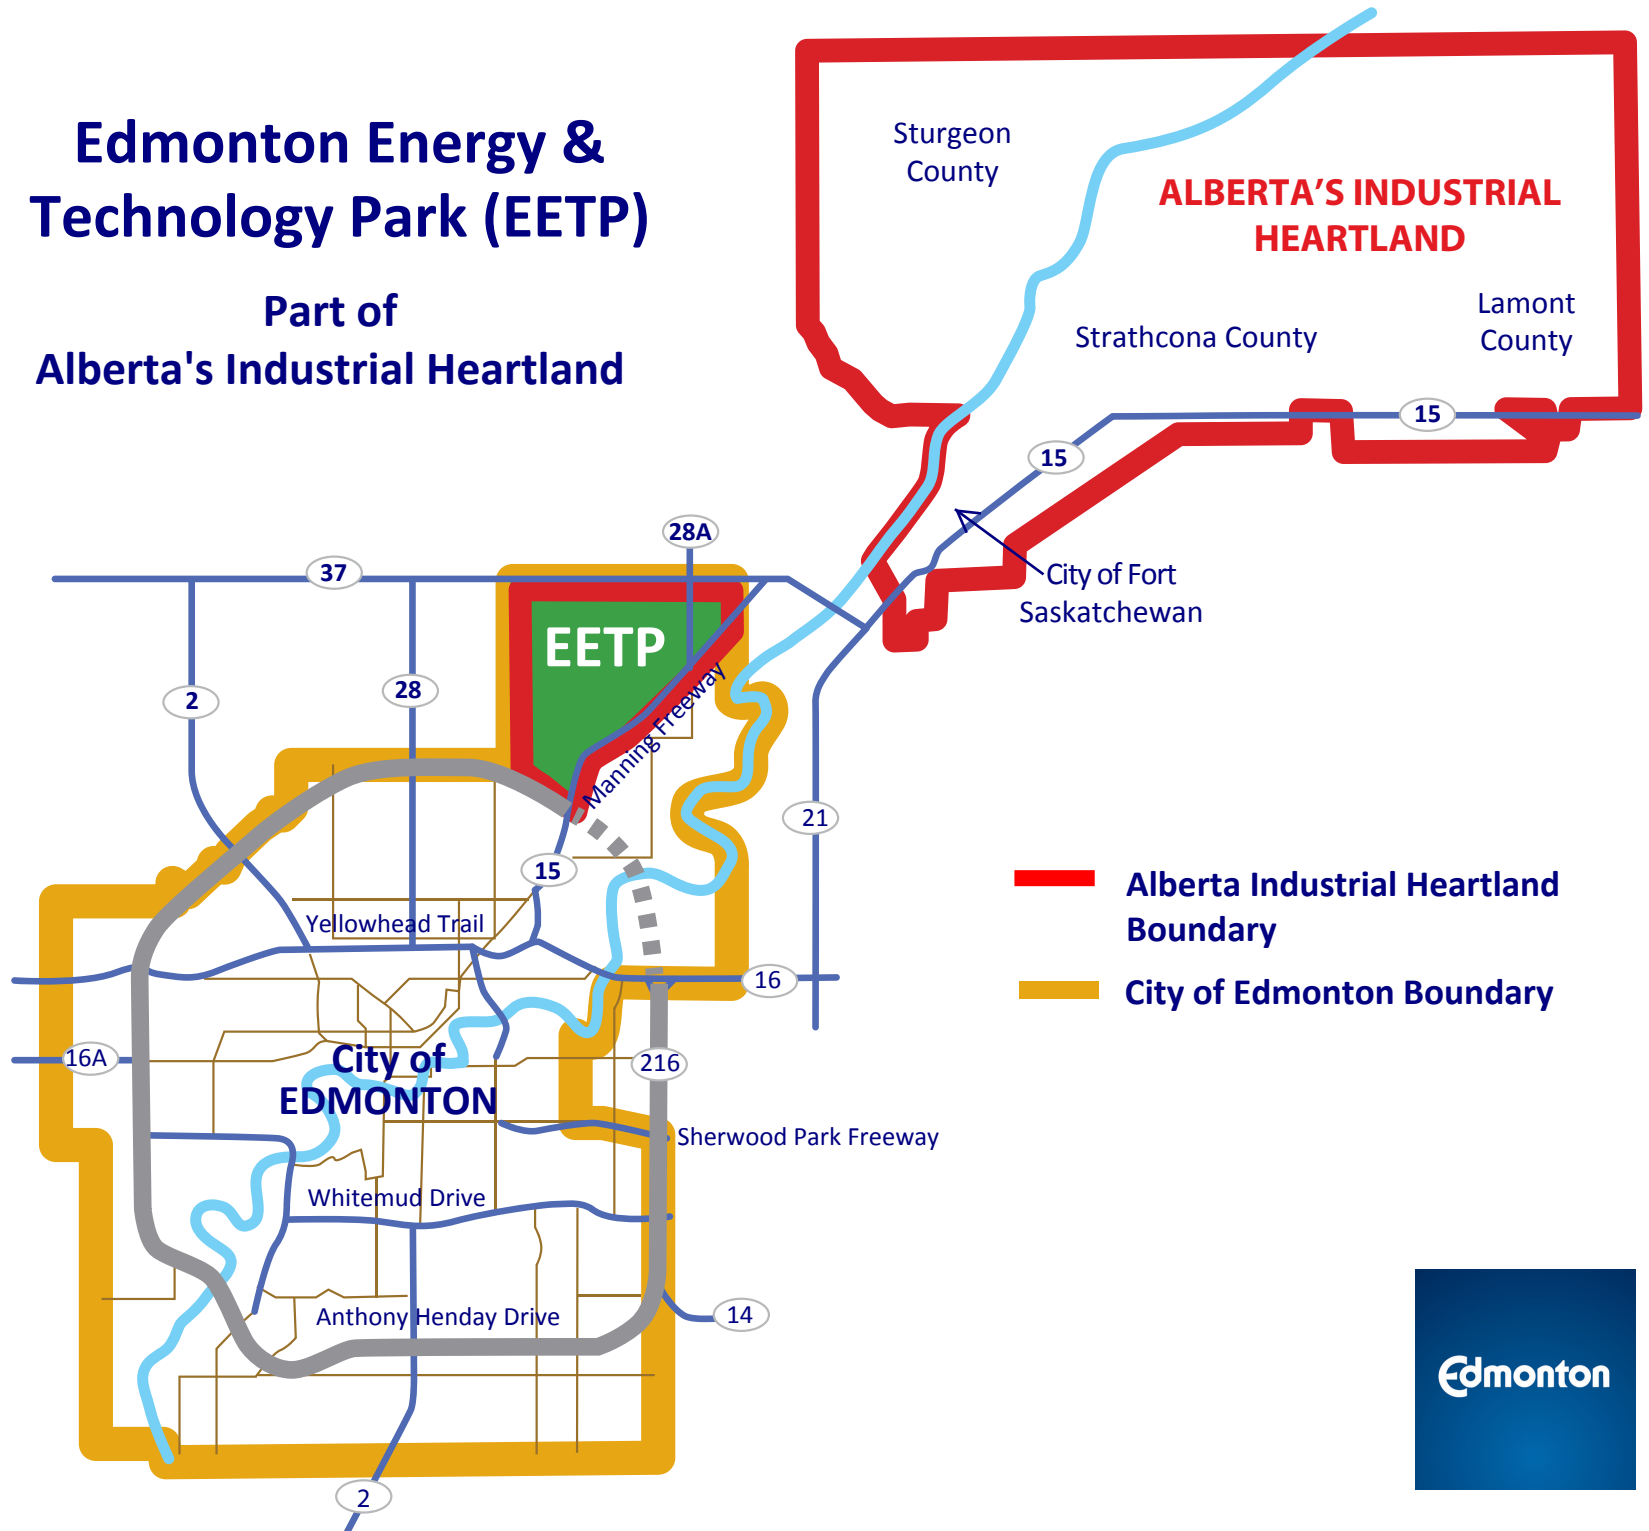 Edmonton Energy &
Technology Park (EETP)
Part of
Alberta's Industrial Heartland
Sturgeon
County
ALBERTA’S INDUSTRIAL
HEARTLAND
Lamont
County
Strathcona County
15
15
28A
37
City of Fort
Saskatchewan
EETP
2
28
Manning Freeway
21
15
Alberta Industrial Heartland
Boundary
Yellowhead Trail
16
City of Edmonton Boundary
16A
City of
EDMONTON
216
Sherwood Park Freeway
Whitemud Drive
Anthony Henday Drive
14
Edmonton
2